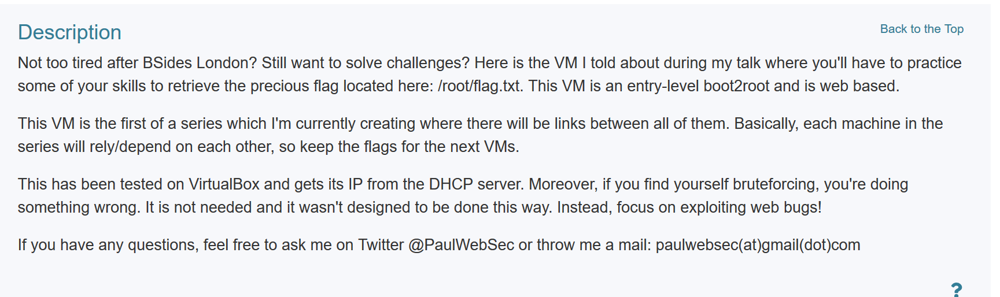 Description
Back to the Top
Not too tired after BSides London? Still want to solve challenges? Here is the VM I told about during my talk where you'll have to practice
some of your skills to retrieve the precious flag located here: /root/flag.txt. This VM is an entry-level boot2root and is web based.
This VM is the first of a series which I'm currently creating where there will be links between all of them. Basically, each machine in the
series will rely/depend on each other, so keep the flags for the next VMs.
This has been tested on VirtualBox and gets its IP from the DHCP server. Moreover, if you find yourself bruteforcing, you're doing
something wrong. It is not needed and it wasn't designed to be done this way. Instead, focus on exploiting web bugs!
If you have any questions, feel free to ask me on Twitter @PaulWebSec or throw me a mail: paulwebsec(at)gmail(dot)com
?